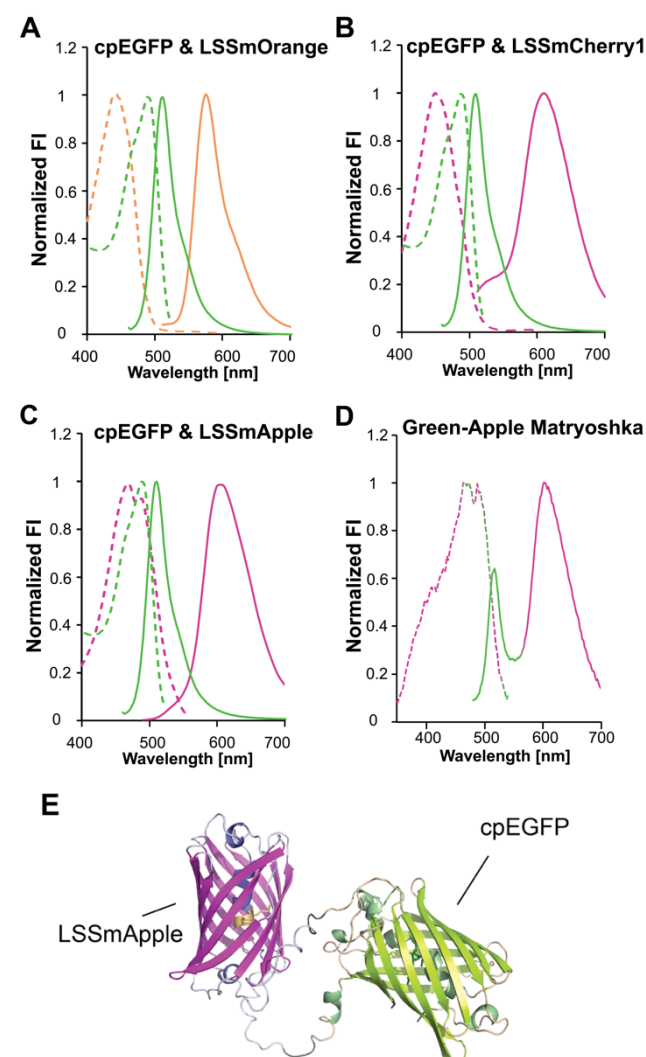 A
cpEGFP & LSSmOrange
1.2
1
0.8
0.6
0.4
0.2
0
Normalized FI
400 500 600 700
Wavelength [nm]
B
cpEGFP & LSSmCherry1
1.2
1
0.8
0.6
0.4
0.2
0
Normalized FI
400 500 600 700
Wavelength [nm]
C
cpEGFP & LSSmApple
1.2
1
0.8
0.6
0.4
0.2
0
Normalized FI
400 500 600 700
Wavelength [nm]
D
Green-Apple Matryoshka
1.2
1
0.8
0.6
0.4
0.2
0
Normalized FI
400 500 600 700
Wavelength [nm]
E
cpEGFP
LSSmApple